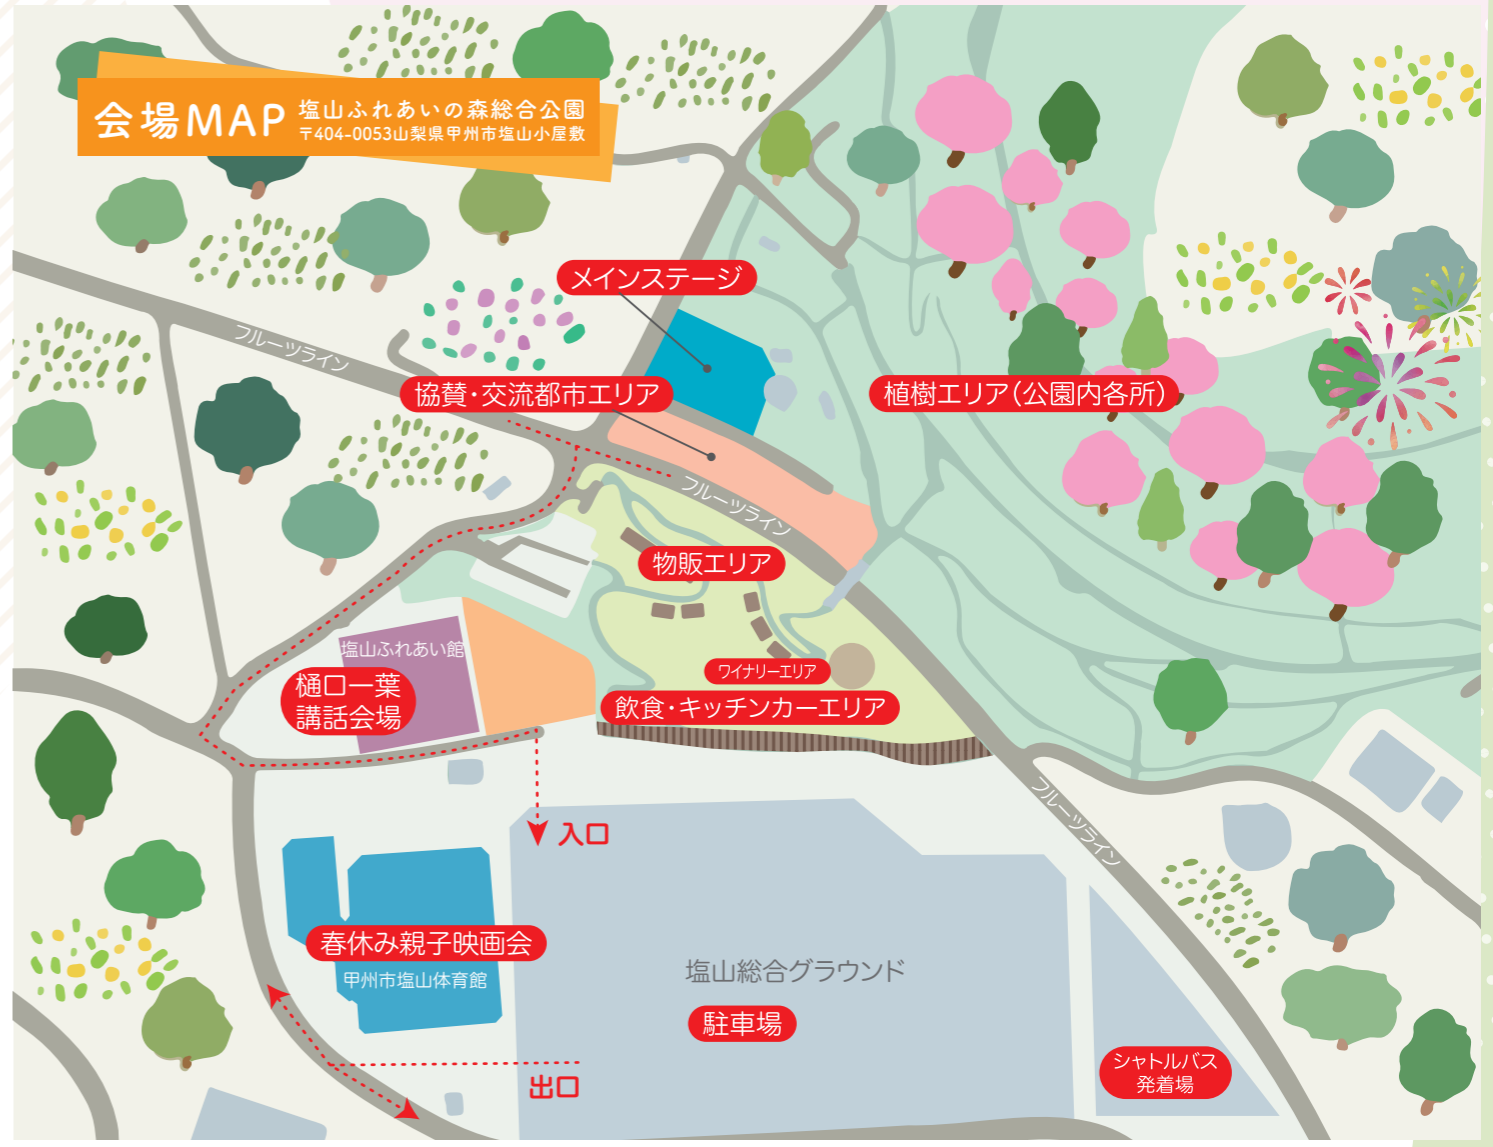 会場MAP
塩山ふれあいの森総合公園
〒404-0053山梨県甲州市塩山小屋敷
メインステージ
フルーツライン
協賛・交流都市エリア
植樹エリア（公園内各所）
フルーツライン
物販エリア
塩山ふれあい館
ワイナリーエリア
樋口一葉
講話会場
飲食・キッチンカーエリア
フルーツライン
入口
春休み親子映画会
甲州市塩山体育館
塩山総合グラウンド
駐車場
シャトルバス
発着場
出口